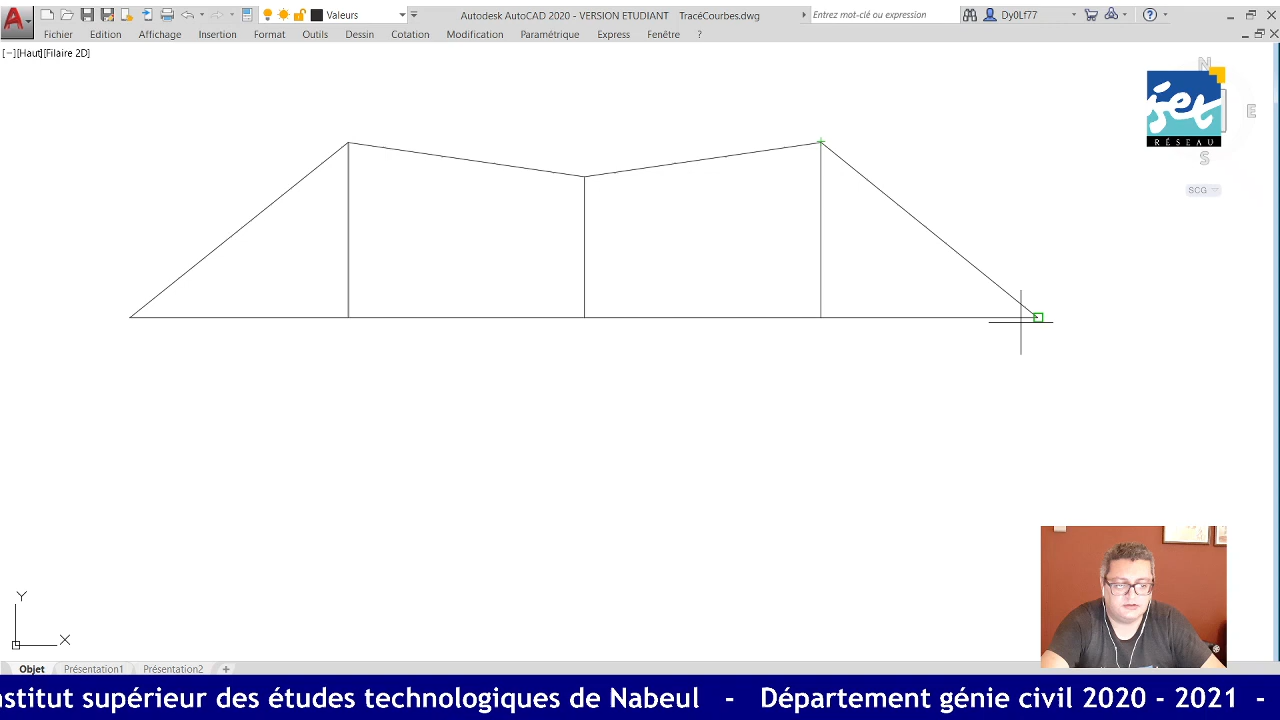 A
Valeurs
Autodesk AutoCAD 2020 - VERSION ETUDIANT TracéCourbes.dwg
Entrez mot-clé ou expression
Dy0Lf77
Fichier Edition Affichage Insertion Format Outils Dessin Cotation Modification Paramétrique Express Fenêtre ?
[−][Haut][Filaire 2D]
N
E
S
iset
RÉSEAU
SCG
Y
X
Objet Présentation1 Présentation2 +
nstitut supérieur des études technologiques de Nabeul - Département génie civil 2020 - 2021 -